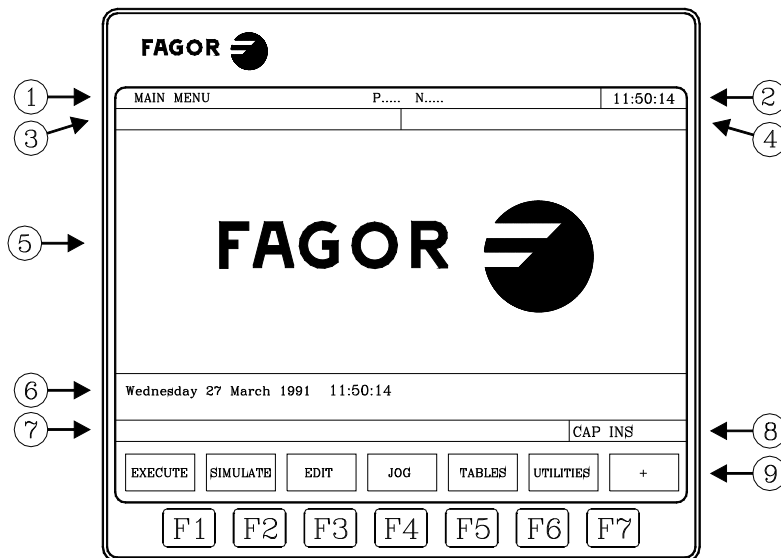 FAGOR
① MAIN MENU P..... N..... 11:50:14 ②
③ ④
⑤ FAGOR
⑥ Wednesday 27 March 1991 11:50:14
⑦ CAP INS ⑧
EXECUTE SIMULATE EDIT JOG TABLES UTILITIES + ⑨
F1 F2 F3 F4 F5 F6 F7